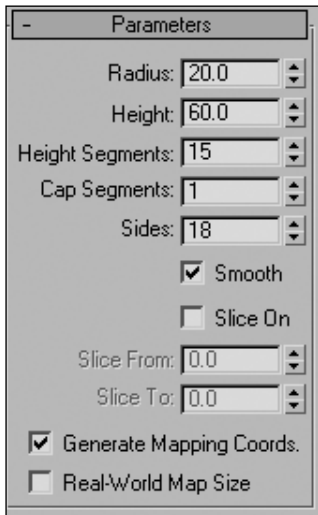 - Parameters
Radius: 20.0
Height: 60.0
Height Segments: 15
Cap Segments: 1
Sides: 18
Smooth
Slice On
Slice From: 0.0
Slice To: 0.0
Generate Mapping Coords.
Real-World Map Size